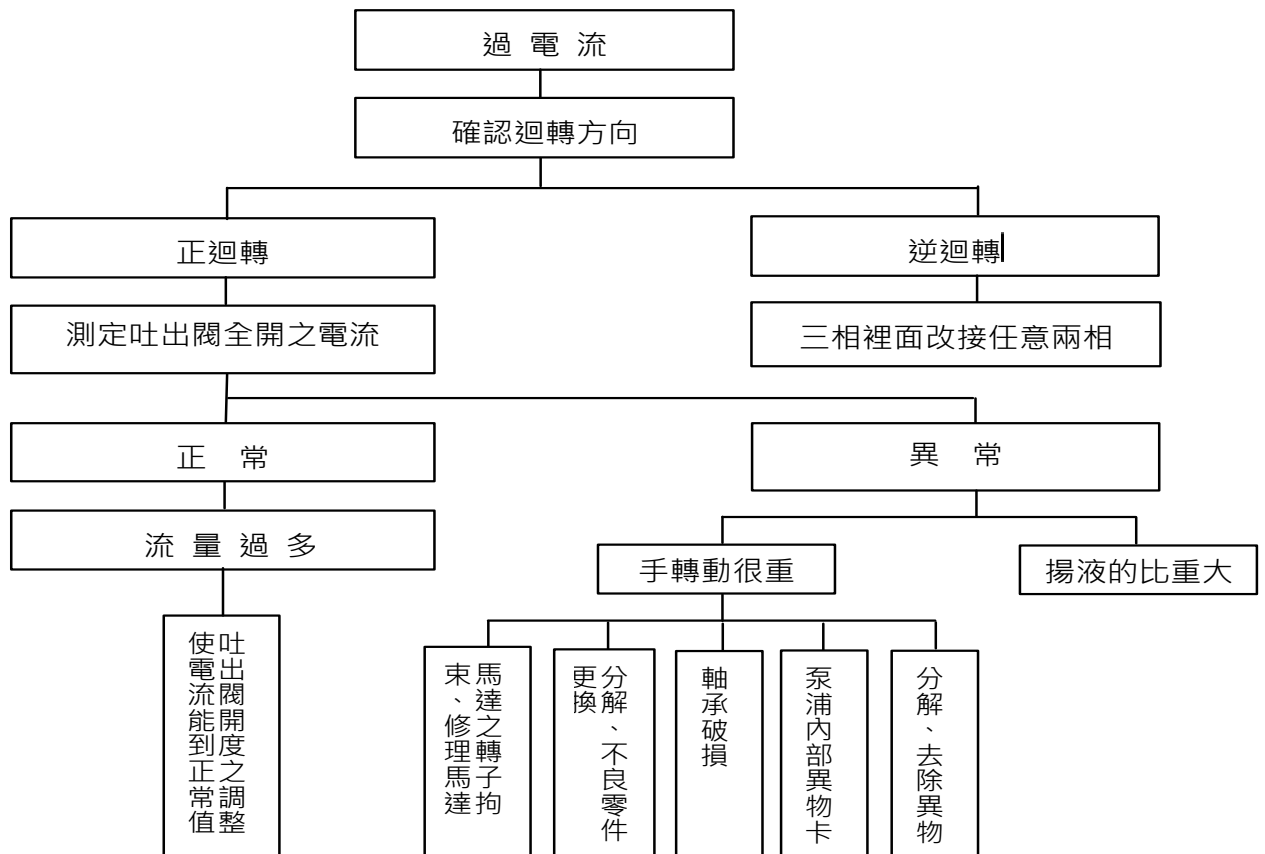 過電流
確認迴轉方向
正迴轉
逆迴轉
測定吐出閥全開之電流
三相裡面改接任意兩相
正常
異常
流量過多
手轉動很重
揚液的比重大
吐出閥開度之調整
使電流能到正常值
馬達之轉子拘
束、修理馬達
分解、不良零件
更換
軸承破損
泵浦內部異物卡
分解、去除異物